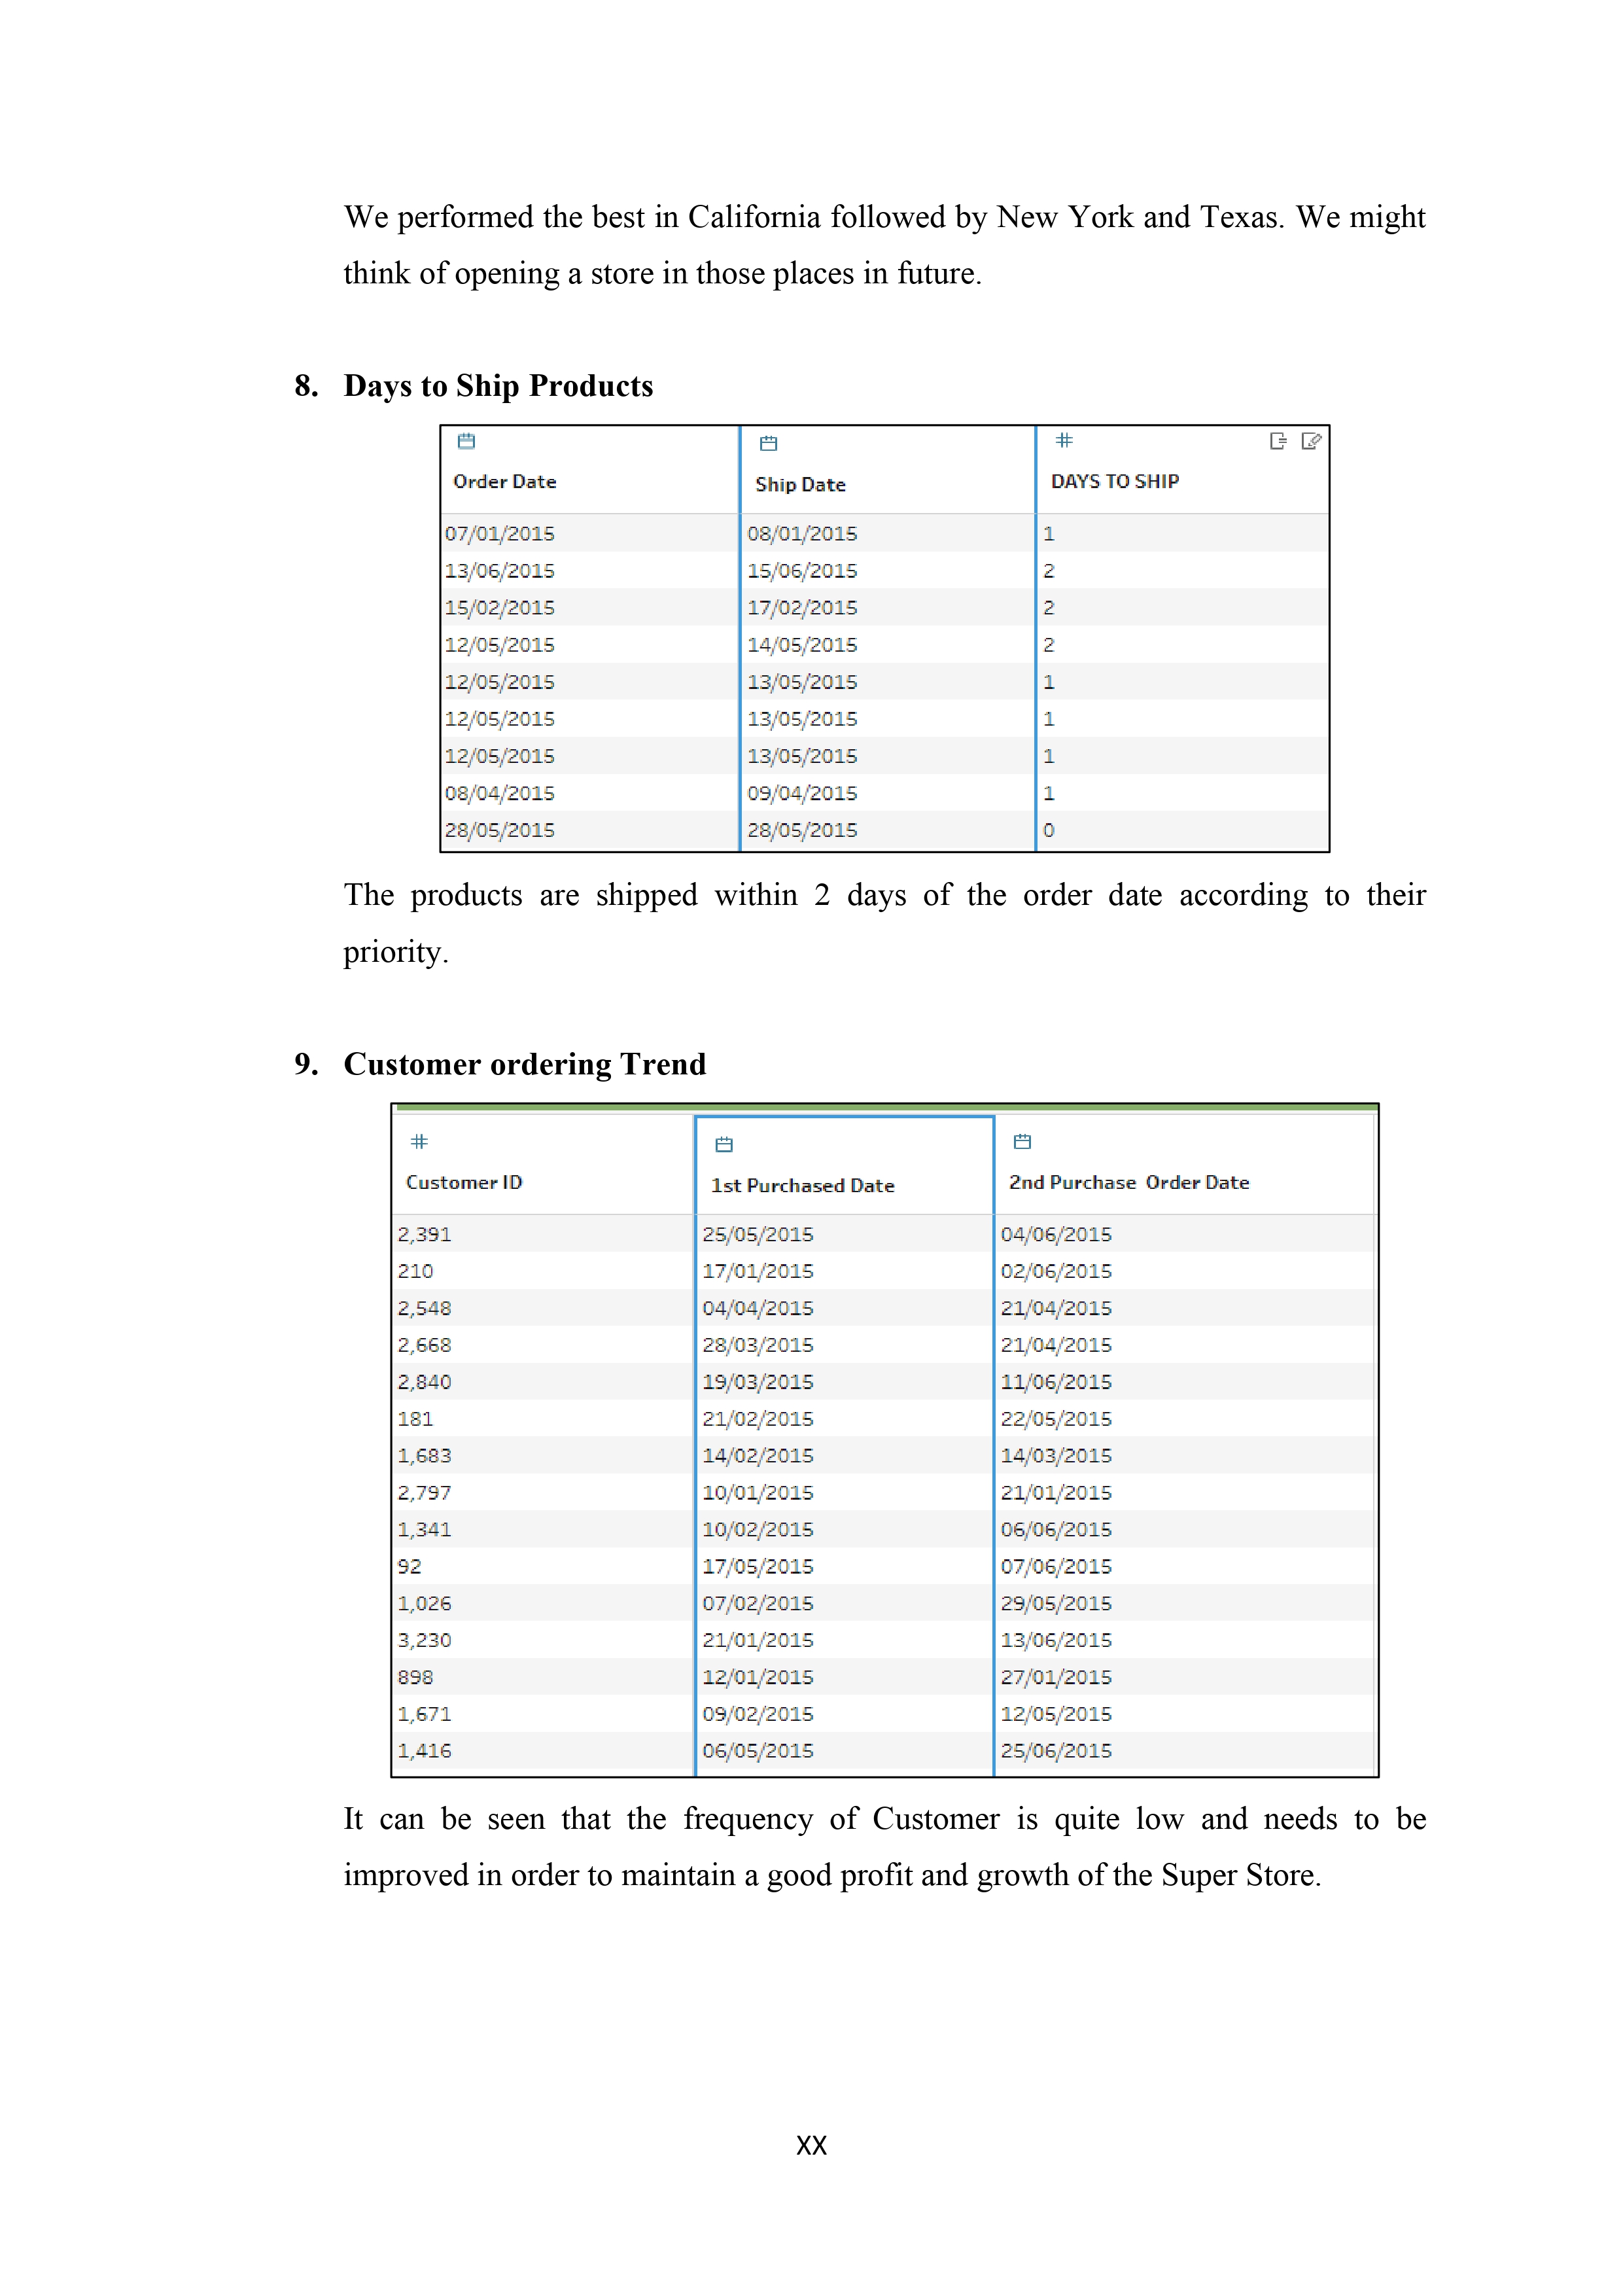 We performed the best in California followed by New York and Texas. We might
think of opening a store in those places in future.
8. Days to Ship Products
Order Date Ship Date DAYS TO SHIP
07/01/2015 08/01/2015 1
13/06/2015 15/06/2015 2
15/02/2015 17/02/2015 2
12/05/2015 14/05/2015 2
12/05/2015 13/05/2015 1
12/05/2015 13/05/2015 1
12/05/2015 13/05/2015 1
08/04/2015 09/04/2015 1
28/05/2015 28/05/2015 0
The products are shipped within 2 days of the order date according to their
priority.
9. Customer ordering Trend
Customer ID 1st Purchased Date 2nd Purchase Order Date
2,391 25/05/2015 04/06/2015
210 17/01/2015 02/06/2015
2,548 04/04/2015 21/04/2015
2,668 28/03/2015 21/04/2015
2,840 19/03/2015 11/06/2015
181 21/02/2015 22/05/2015
1,683 14/02/2015 14/03/2015
2,797 10/01/2015 21/01/2015
1,341 10/02/2015 06/06/2015
92 17/05/2015 07/06/2015
1,026 07/02/2015 29/05/2015
3,230 21/01/2015 13/06/2015
898 12/01/2015 27/01/2015
1,671 09/02/2015 12/05/2015
1,416 06/05/2015 25/06/2015
It can be seen that the frequency of Customer is quite low and needs to be
improved in order to maintain a good profit and growth of the Super Store.
XX